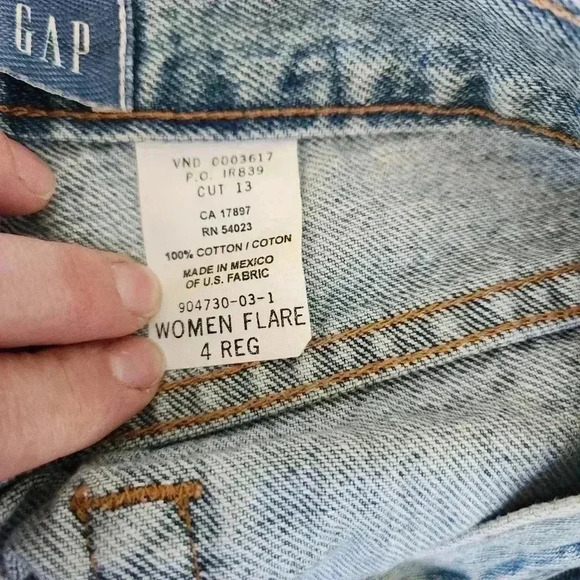 GAP
VND 0003617
P.O. IR839
CUT 13
CA 17897
RN 54023
100% COTTON / COTON
MADE IN MEXICO
OF U.S. FABRIC
904730-03-1
WOMEN FLARE
4 REG